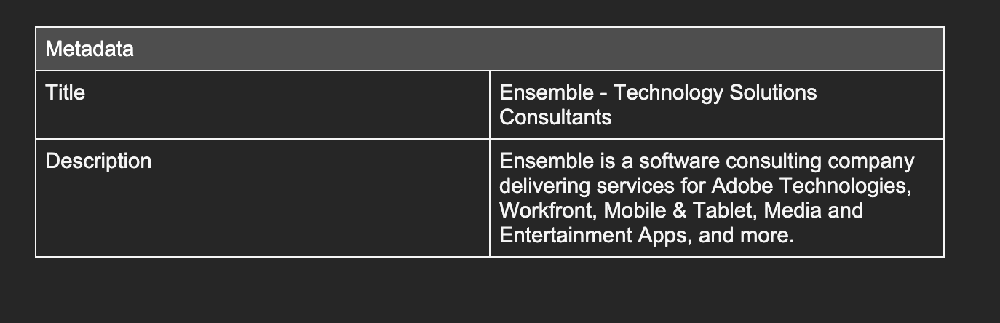 Metadata
Title
Ensemble - Technology Solutions
Consultants
Description
Ensemble is a software consulting company
delivering services for Adobe Technologies,
Workfront, Mobile & Tablet, Media and
Entertainment Apps, and more.